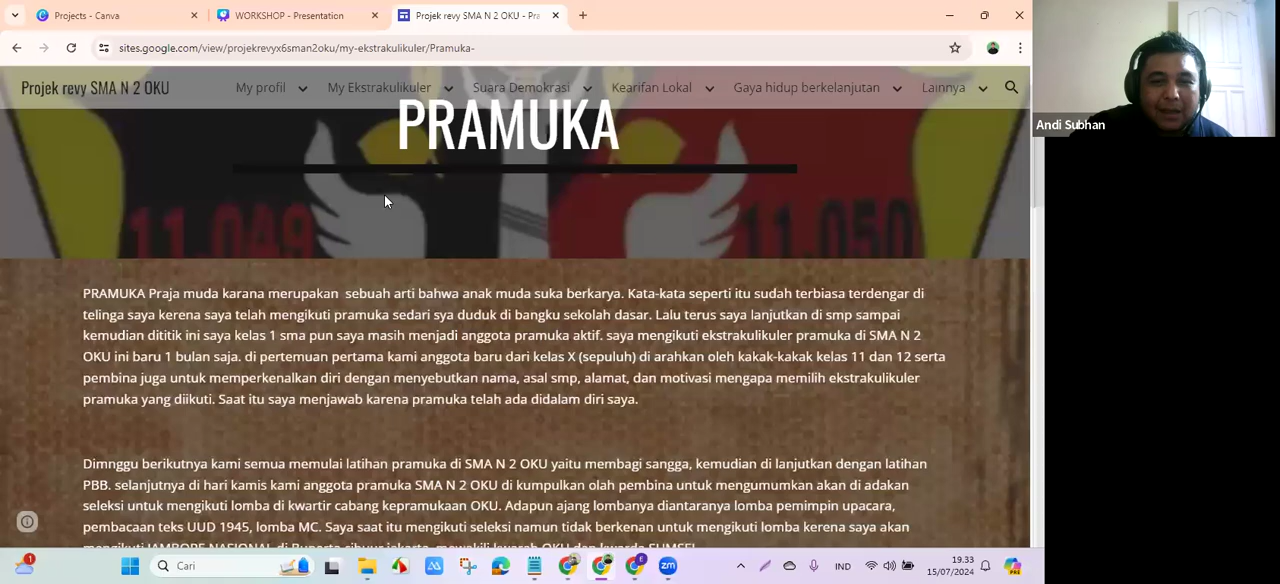 Projects - Canva
WORKSHOP - Presentation
Projek revy SMA N 2 OKU - Pra
sites.google.com/view/projekrevyx6sman2oku/my-ekstrakulikuler/Pramuka-
Projek revy SMA N 2 OKU My profil My Ekstrakulikuler Suara Demokrasi Kearifan Lokal Gaya hidup berkelanjutan Lainnya
Andi Subhan
PRAMUKA
11.049 11.050
PRAMUKA Praja muda karana merupakan sebuah arti bahwa anak muda suka berkarya. Kata-kata seperti itu sudah terbiasa terdengar di
telinga saya kerena saya telah mengikuti pramuka sedari sya duduk di bangku sekolah dasar. Lalu terus saya lanjutkan di smp sampai
kemudian dititik ini saya kelas 1 sma pun saya masih menjadi anggota pramuka aktif. saya mengikuti ekstrakulikuler pramuka di SMA N 2
OKU ini baru 1 bulan saja. di pertemuan pertama kami anggota baru dari kelas X (sepuluh) di arahkan oleh kakak-kakak kelas 11 dan 12 serta
pembina juga untuk memperkenalkan diri dengan menyebutkan nama, asal smp, alamat, dan motivasi mengapa memilih ekstrakulikuler
pramuka yang diikuti. Saat itu saya menjawab karena pramuka telah ada didalam diri saya.
Dimnggu berikutnya kami semua memulai latihan pramuka di SMA N 2 OKU yaitu membagi sangga, kemudian di lanjutkan dengan latihan
PBB. selanjutnya di hari kamis kami anggota pramuka SMA N 2 OKU di kumpulkan olah pembina untuk mengumumkan akan di adakan
seleksi untuk mengikuti lomba di kwartir cabang kepramukaan OKU. Adapun ajang lombanya diantaranya lomba pemimpin upacara,
pembacaan teks UUD 1945, lomba MC. Saya saat itu mengikuti seleksi namun tidak berkenan untuk mengikuti lomba kerena saya akan
mengikuti JAMBORE NASIONAL di
Cari
IND
19.33
15/07/2024
zm
1